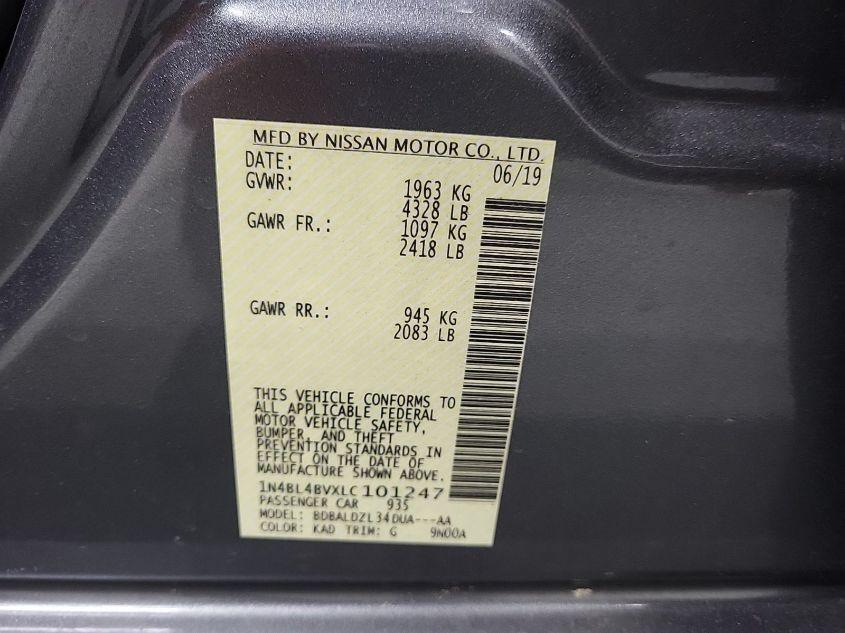 MFD BY NISSAN MOTOR CO., LTD.
DATE: 06/19
GVWR: 1963 KG
4328 LB
GAWR FR.: 1097 KG
2418 LB
GAWR RR.: 945 KG
2083 LB
THIS VEHICLE CONFORMS TO
ALL APPLICABLE FEDERAL
MOTOR VEHICLE SAFETY,
BUMPER, AND THEFT
PREVENTION STANDARDS IN
EFFECT ON THE DATE OF
MANUFACTURE SHOWN ABOVE.
1N4BL4BVXLC101247
PASSENGER CAR 935
MODEL: BDBALDZL34DUA---AA
COLOR: KAD TRIM: G 9N00A